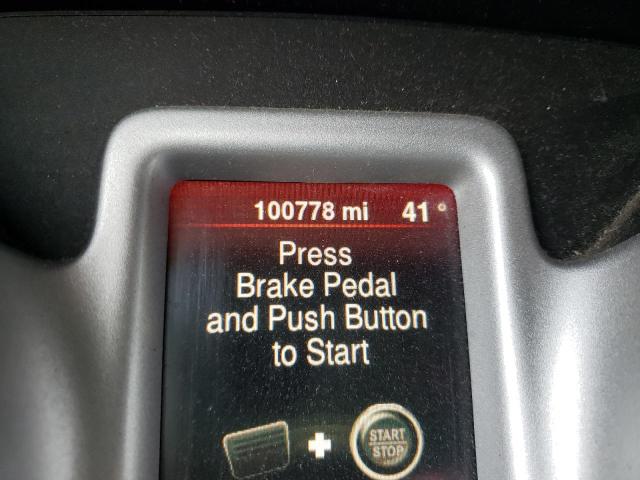 100778 mi 41°
Press
Brake Pedal
and Push Button
to Start
START
STOP